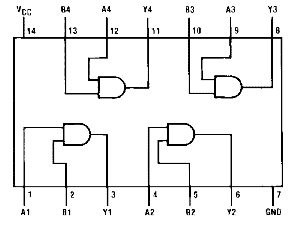 VCC B4 A4 Y4 B3 A3 Y3
14 13 12 11 10 9 8
1 2 3 4 5 6 7
A1 B1 Y1 A2 B2 Y2 GND